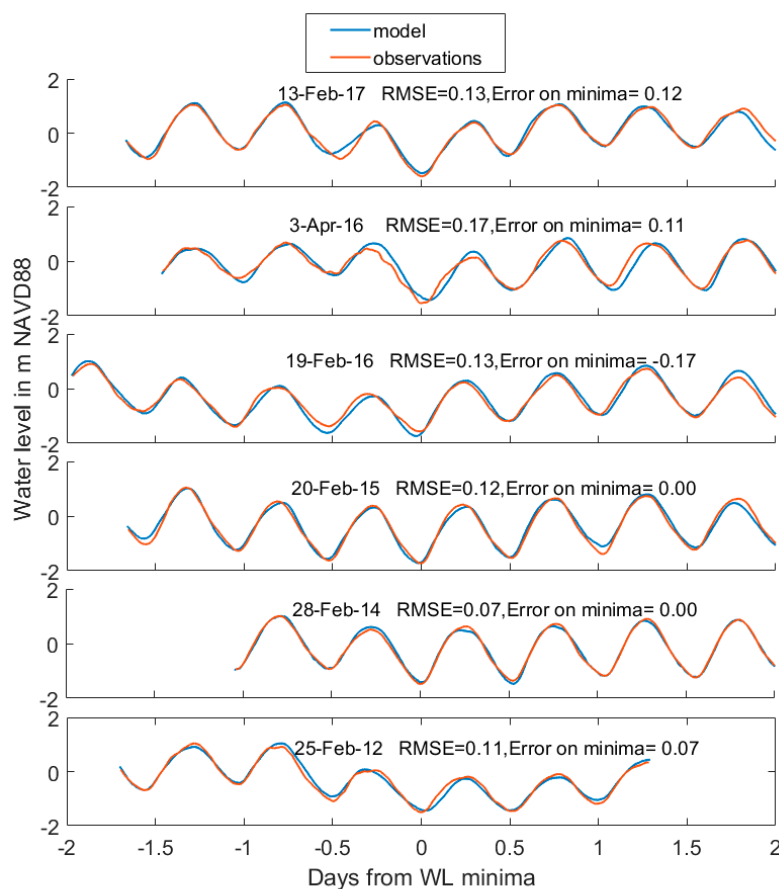 model
observations
2
13-Feb-17 RMSE=0.13,Error on minima= 0.12
0
-2
2
3-Apr-16 RMSE=0.17,Error on minima= 0.11
0
-2
2
19-Feb-16 RMSE=0.13,Error on minima= -0.17
0
-2
2
20-Feb-15 RMSE=0.12,Error on minima= 0.00
0
-2
2
28-Feb-14 RMSE=0.07,Error on minima= 0.00
0
-2
2
25-Feb-12 RMSE=0.11,Error on minima= 0.07
0
-2
-2 -1.5 -1 -0.5 0 0.5 1 1.5 2
Days from WL minima
Water level in m NAVD88